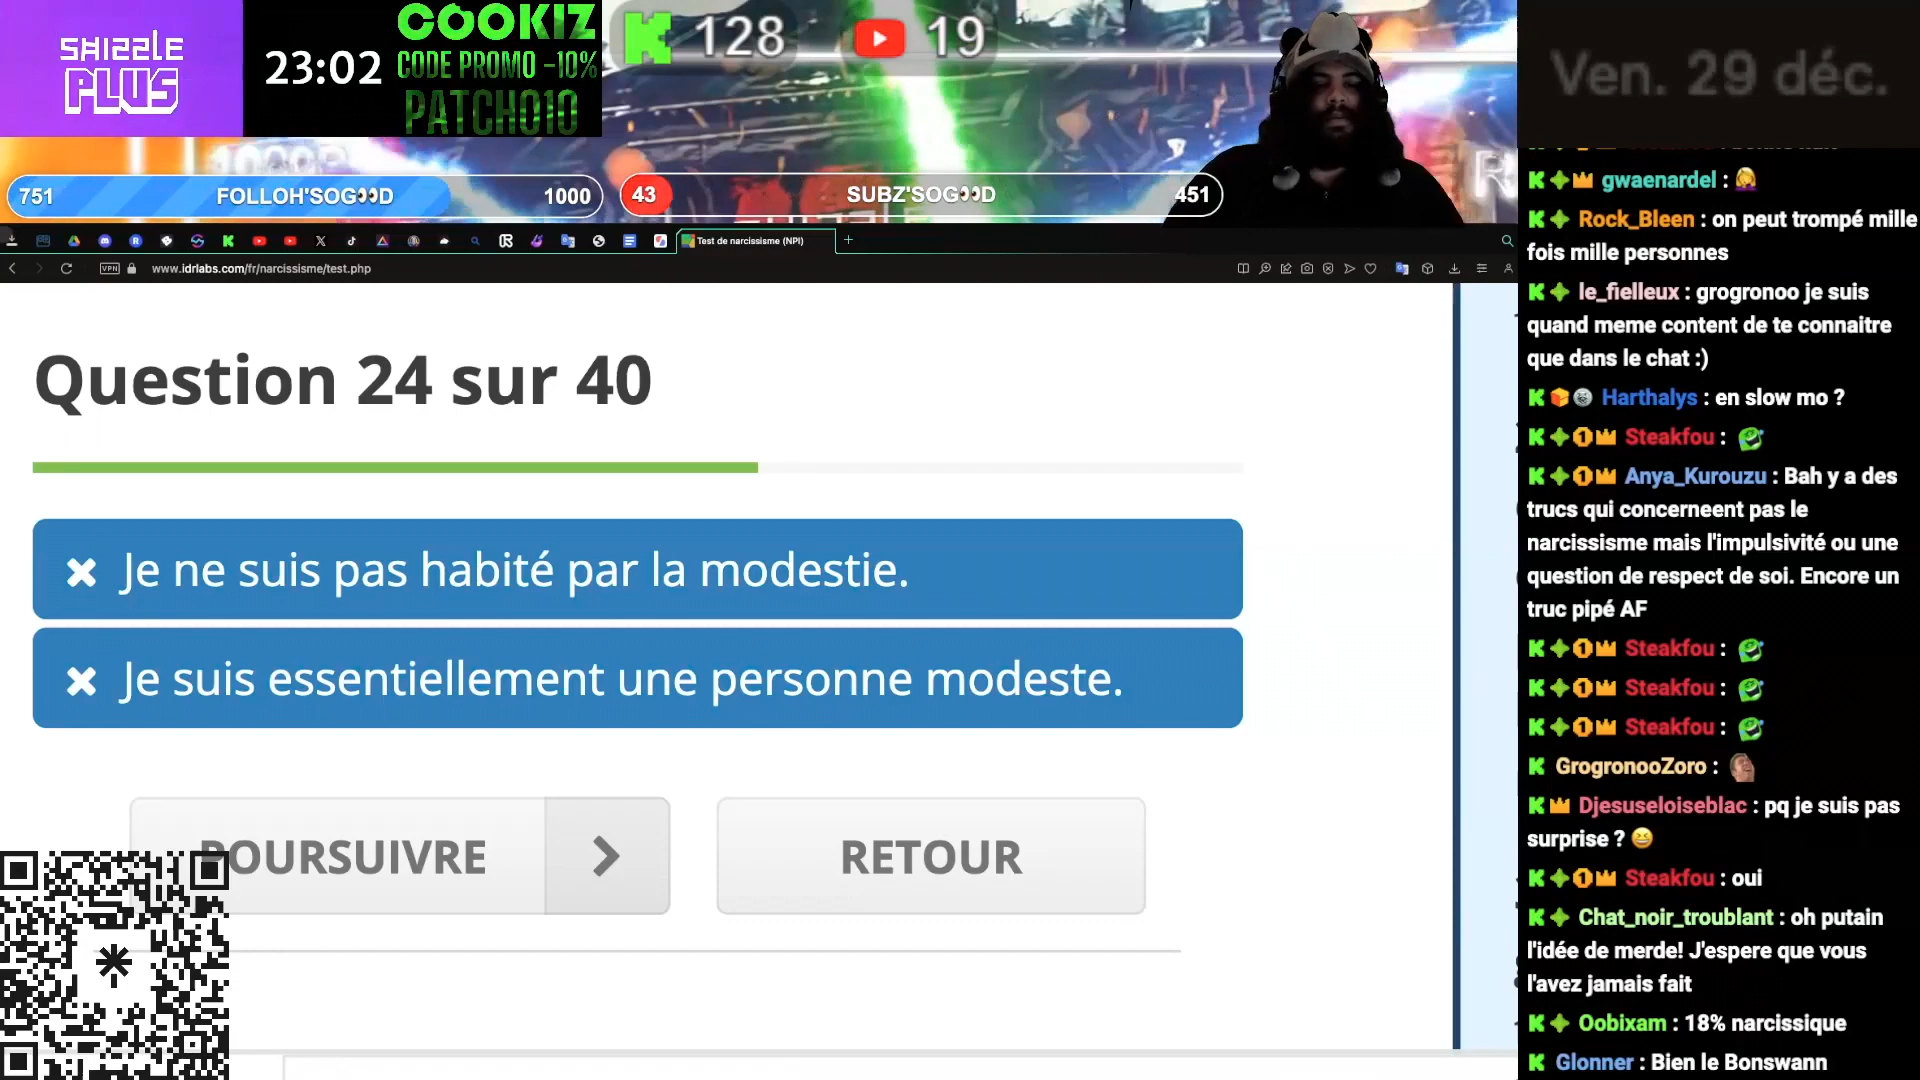 SHIZZLE
PLUS
23:02
COOKIZ
CODE PROMO -10%
PATCHO10
128
19
Ven. 29 déc.
751
FOLLOH'SOG👀D
1000
43
SUBZ'SOG👀D
451
Test de narcissisme (NPI)
VPN
www.idrlabs.com/fr/narcissisme/test.php
Question 24 sur 40
Je ne suis pas habité par la modestie.
Je suis essentiellement une personne modeste.
POURSUIVRE
RETOUR
gwaenardel : 🤦‍♀️
Rock_Bleen : on peut trompé mille
fois mille personnes
le_fielleux : grogronoo je suis
quand meme content de te connaitre
que dans le chat :)
Harthalys : en slow mo ?
Steakfou :
Anya_Kurouzu : Bah y a des
trucs qui concerneent pas le
narcissisme mais l'impulsivité ou une
question de respect de soi. Encore un
truc pipé AF
Steakfou :
Steakfou :
Steakfou :
GrogronooZoro :
Djesuseloiseblac : pq je suis pas
surprise ? 😆
Steakfou : oui
Chat_noir_troublant : oh putain
l'idée de merde! J'espere que vous
l'avez jamais fait
Oobixam : 18% narcissique
Glonner : Bien le Bonswann